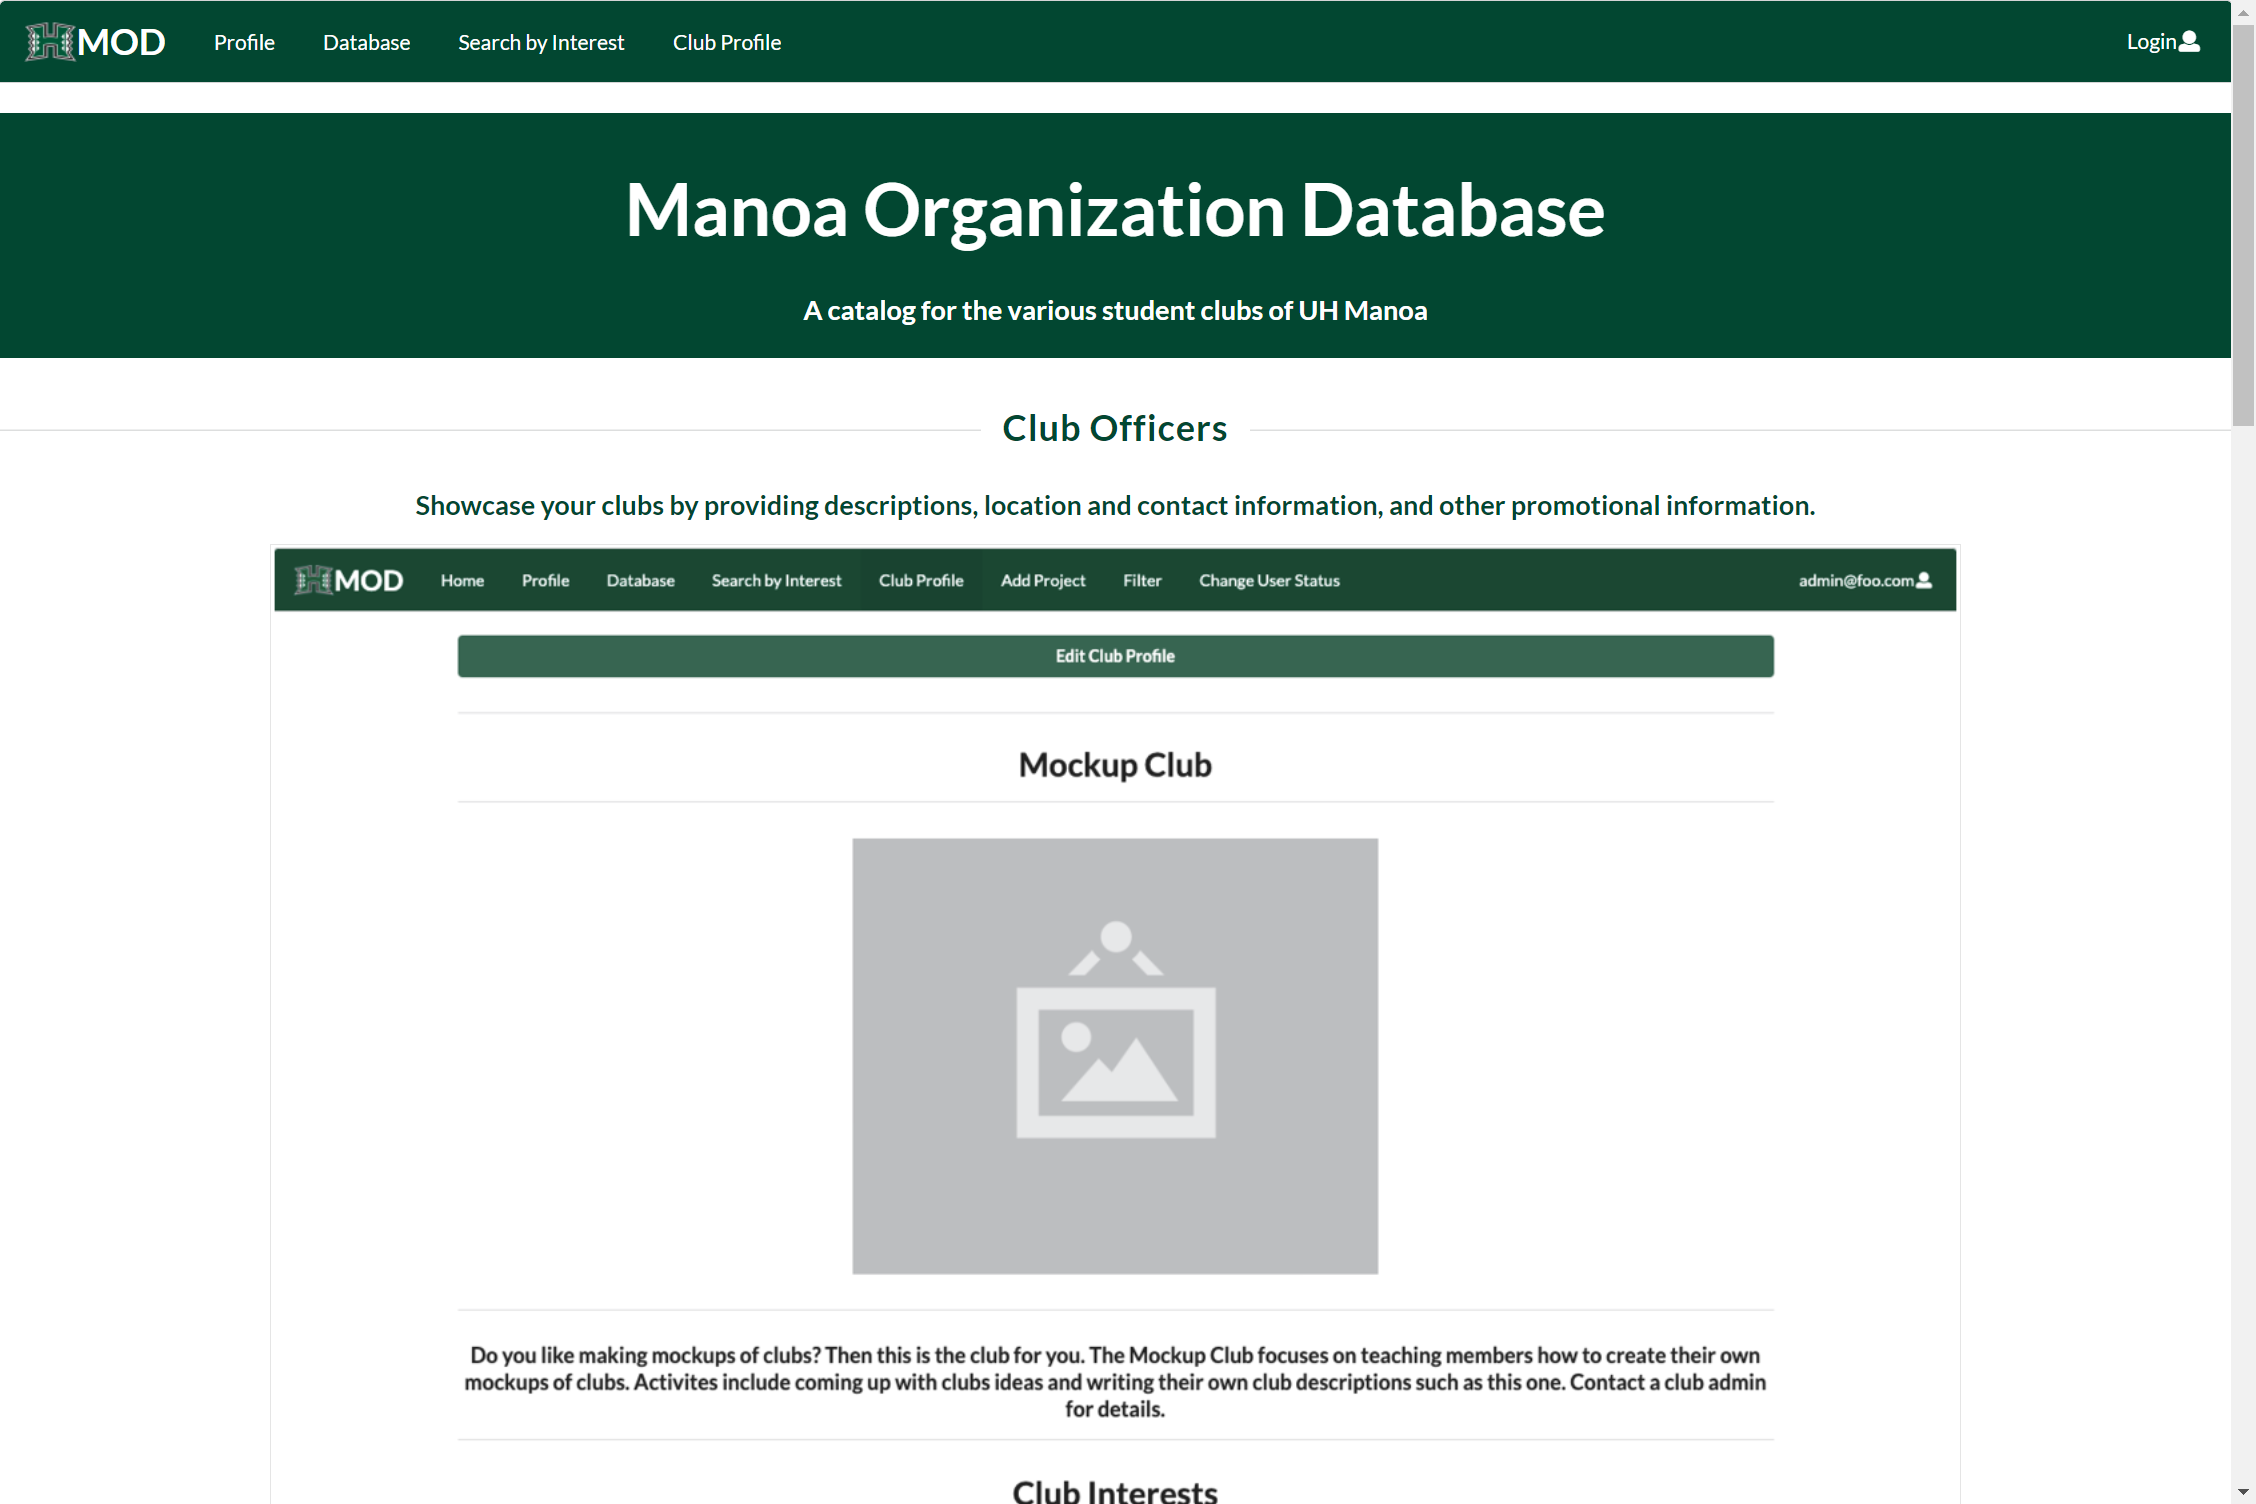 MOD Profile Database Search by Interest Club Profile Login
Manoa Organization Database
A catalog for the various student clubs of UH Manoa
Club Officers
Showcase your clubs by providing descriptions, location and contact information, and other promotional information.
MOD Home Profile Database Search by Interest Club Profile Add Project Filter Change User Status admin@foo.com
Edit Club Profile
Mockup Club
Do you like making mockups of clubs? Then this is the club for you. The Mockup Club focuses on teaching members how to create their own
mockups of clubs. Activites include coming up with clubs ideas and writing their own club descriptions such as this one. Contact a club admin
for details.
Club Interests